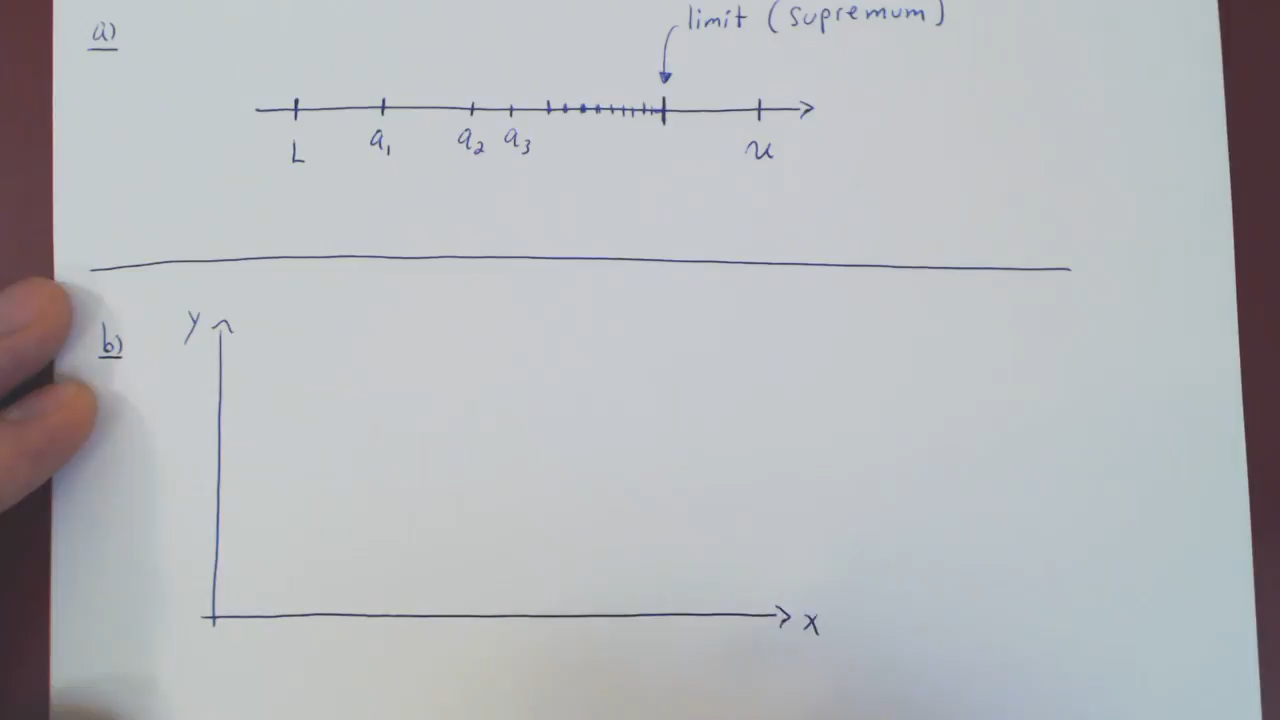 a)
limit (supremum)
L a₁ a₂ a₃ u
b)
y
x